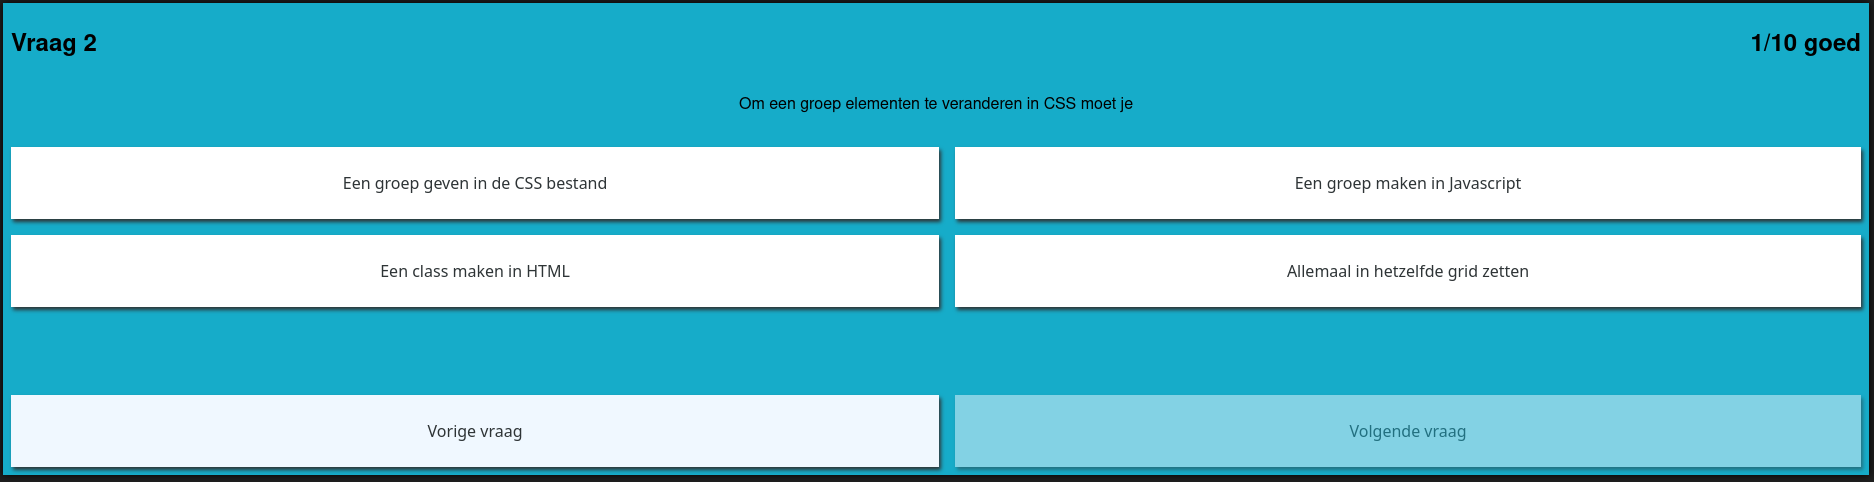 Vraag 2
1/10 goed
Om een groep elementen te veranderen in CSS moet je
Een groep geven in de CSS bestand
Een groep maken in Javascript
Een class maken in HTML
Allemaal in hetzelfde grid zetten
Vorige vraag
Volgende vraag